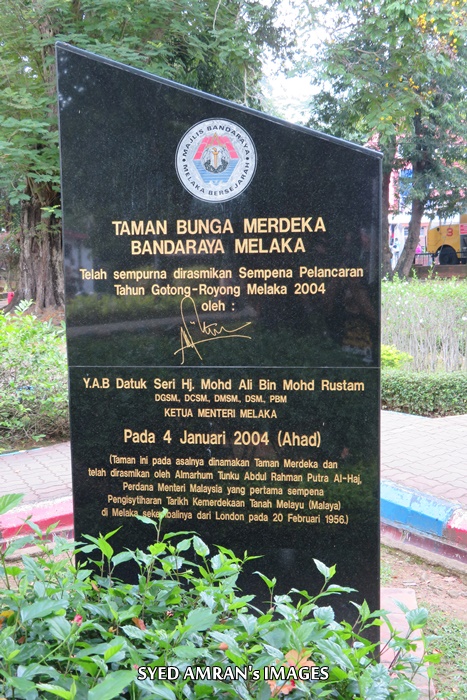 MAJLIS BANDARAYA
MELAKA BERSEJARAH
TAMAN BUNGA MERDEKA
BANDARAYA MELAKA
Telah sempurna dirasmikan Sempena Pelancaran
Tahun Gotong-Royong Melaka 2004
oleh :
Y.A.B Datuk Seri Hj. Mohd Ali Bin Mohd Rustam
DGSM., DCSM., DMSM., DSM., PBM
KETUA MENTERI MELAKA
Pada 4 Januari 2004 (Ahad)
(Taman ini pada asalnya dinamakan Taman Merdeka dan
telah dirasmikan oleh Almarhum Tunku Abdul Rahman Putra Al-Haj,
Perdana Menteri Malaysia yang pertama sempena
Pengisytiharan Tarikh Kemerdekaan Tanah Melayu (Malaya)
di Melaka sekembalinya dari London pada 20 Februari 1956.)
SYED AMRAN's IMAGES